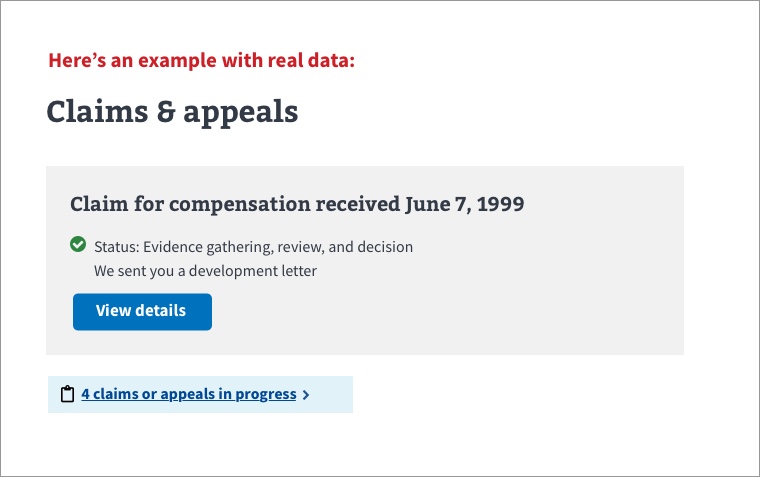 Here’s an example with real data:
Claims & appeals
Claim for compensation received June 7, 1999
Status: Evidence gathering, review, and decision
We sent you a development letter
View details
4 claims or appeals in progress